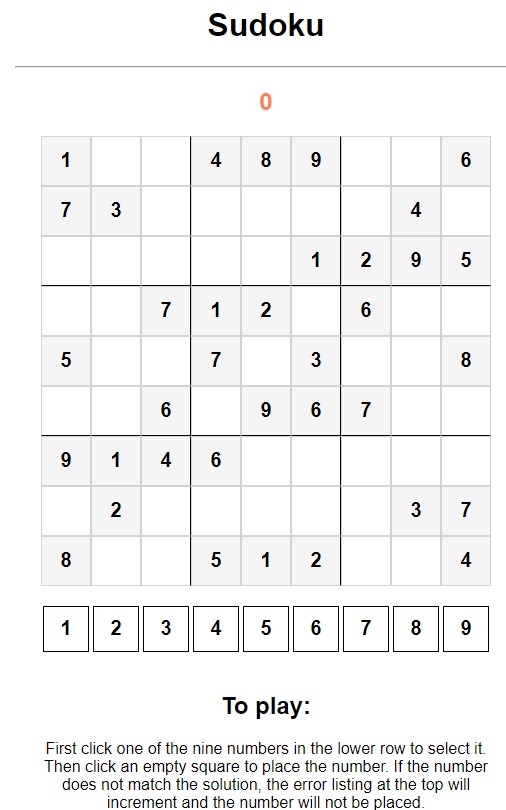 Sudoku
0
1 4 8 9 6
7 3 4
1 2 9 5
7 1 2 6
5 7 3 8
6 9 6 7
9 1 4 6
2 3 7
8 5 1 2 4
1 2 3 4 5 6 7 8 9
To play:
First click one of the nine numbers in the lower row to select it.
Then click an empty square to place the number. If the number
does not match the solution, the error listing at the top will
increment and the number will not be placed.